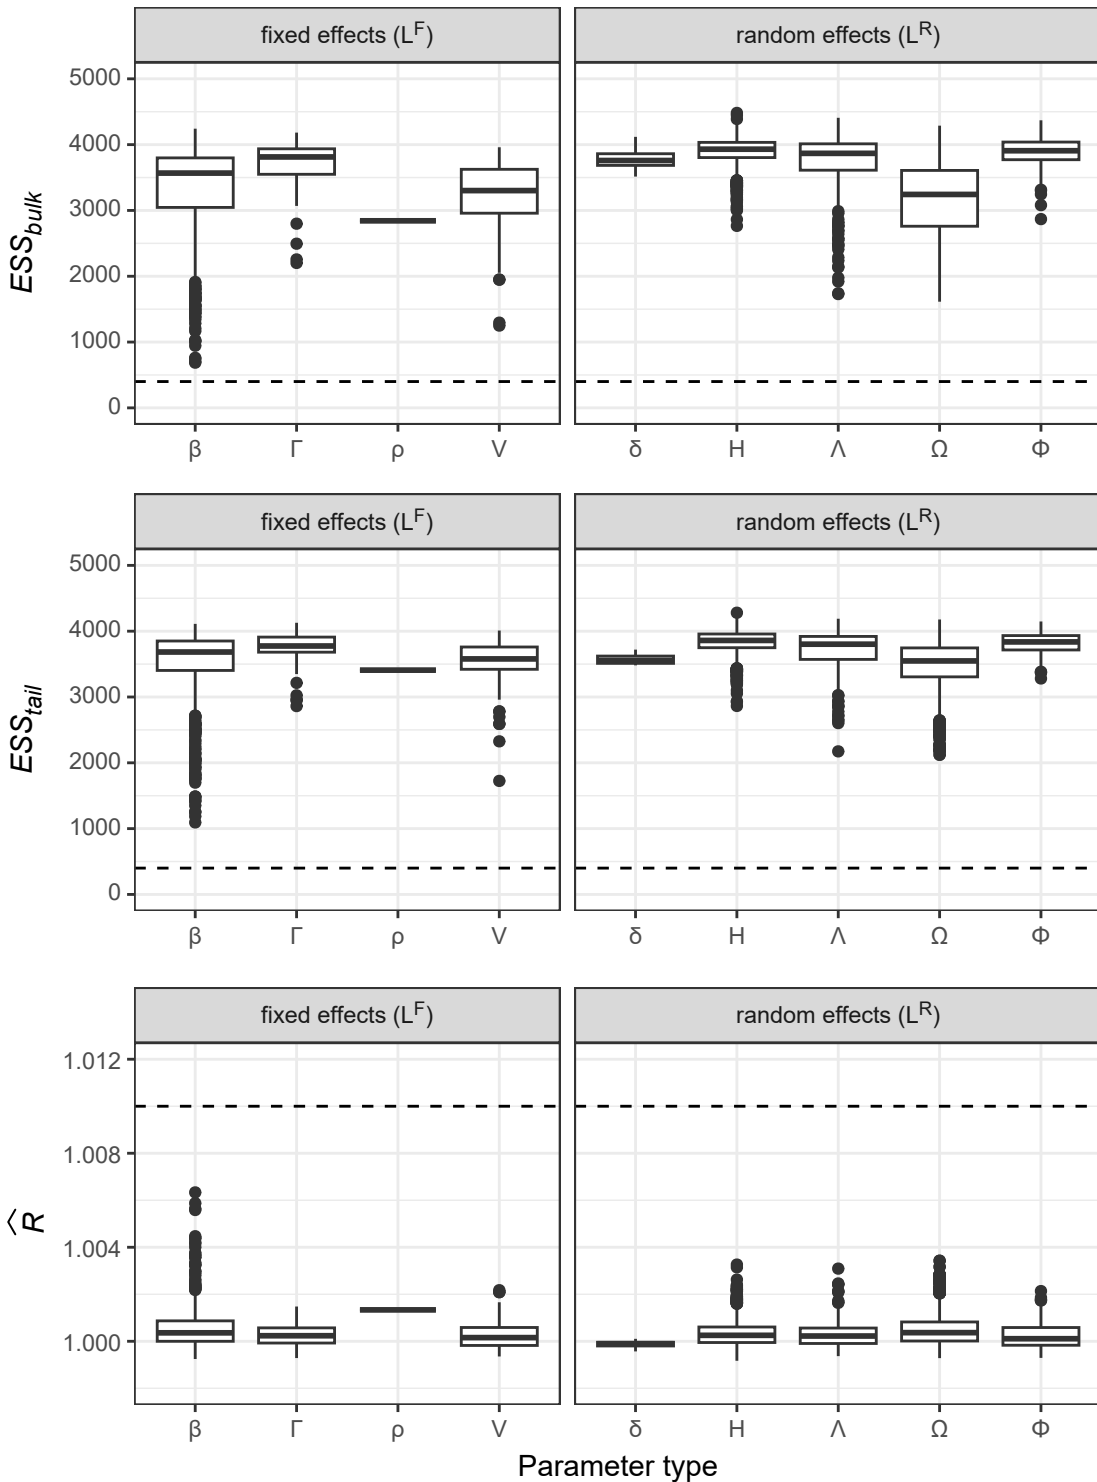 fixed effects (L^F) random effects (L^R)
5000
4000
3000
2000
1000
0
ESS_bulk
β Γ ρ V δ H Λ Ω Φ
fixed effects (L^F) random effects (L^R)
5000
4000
3000
2000
1000
0
ESS_tail
β Γ ρ V δ H Λ Ω Φ
fixed effects (L^F) random effects (L^R)
1.012
1.008
1.004
1.000
R̂
β Γ ρ V δ H Λ Ω Φ
Parameter type